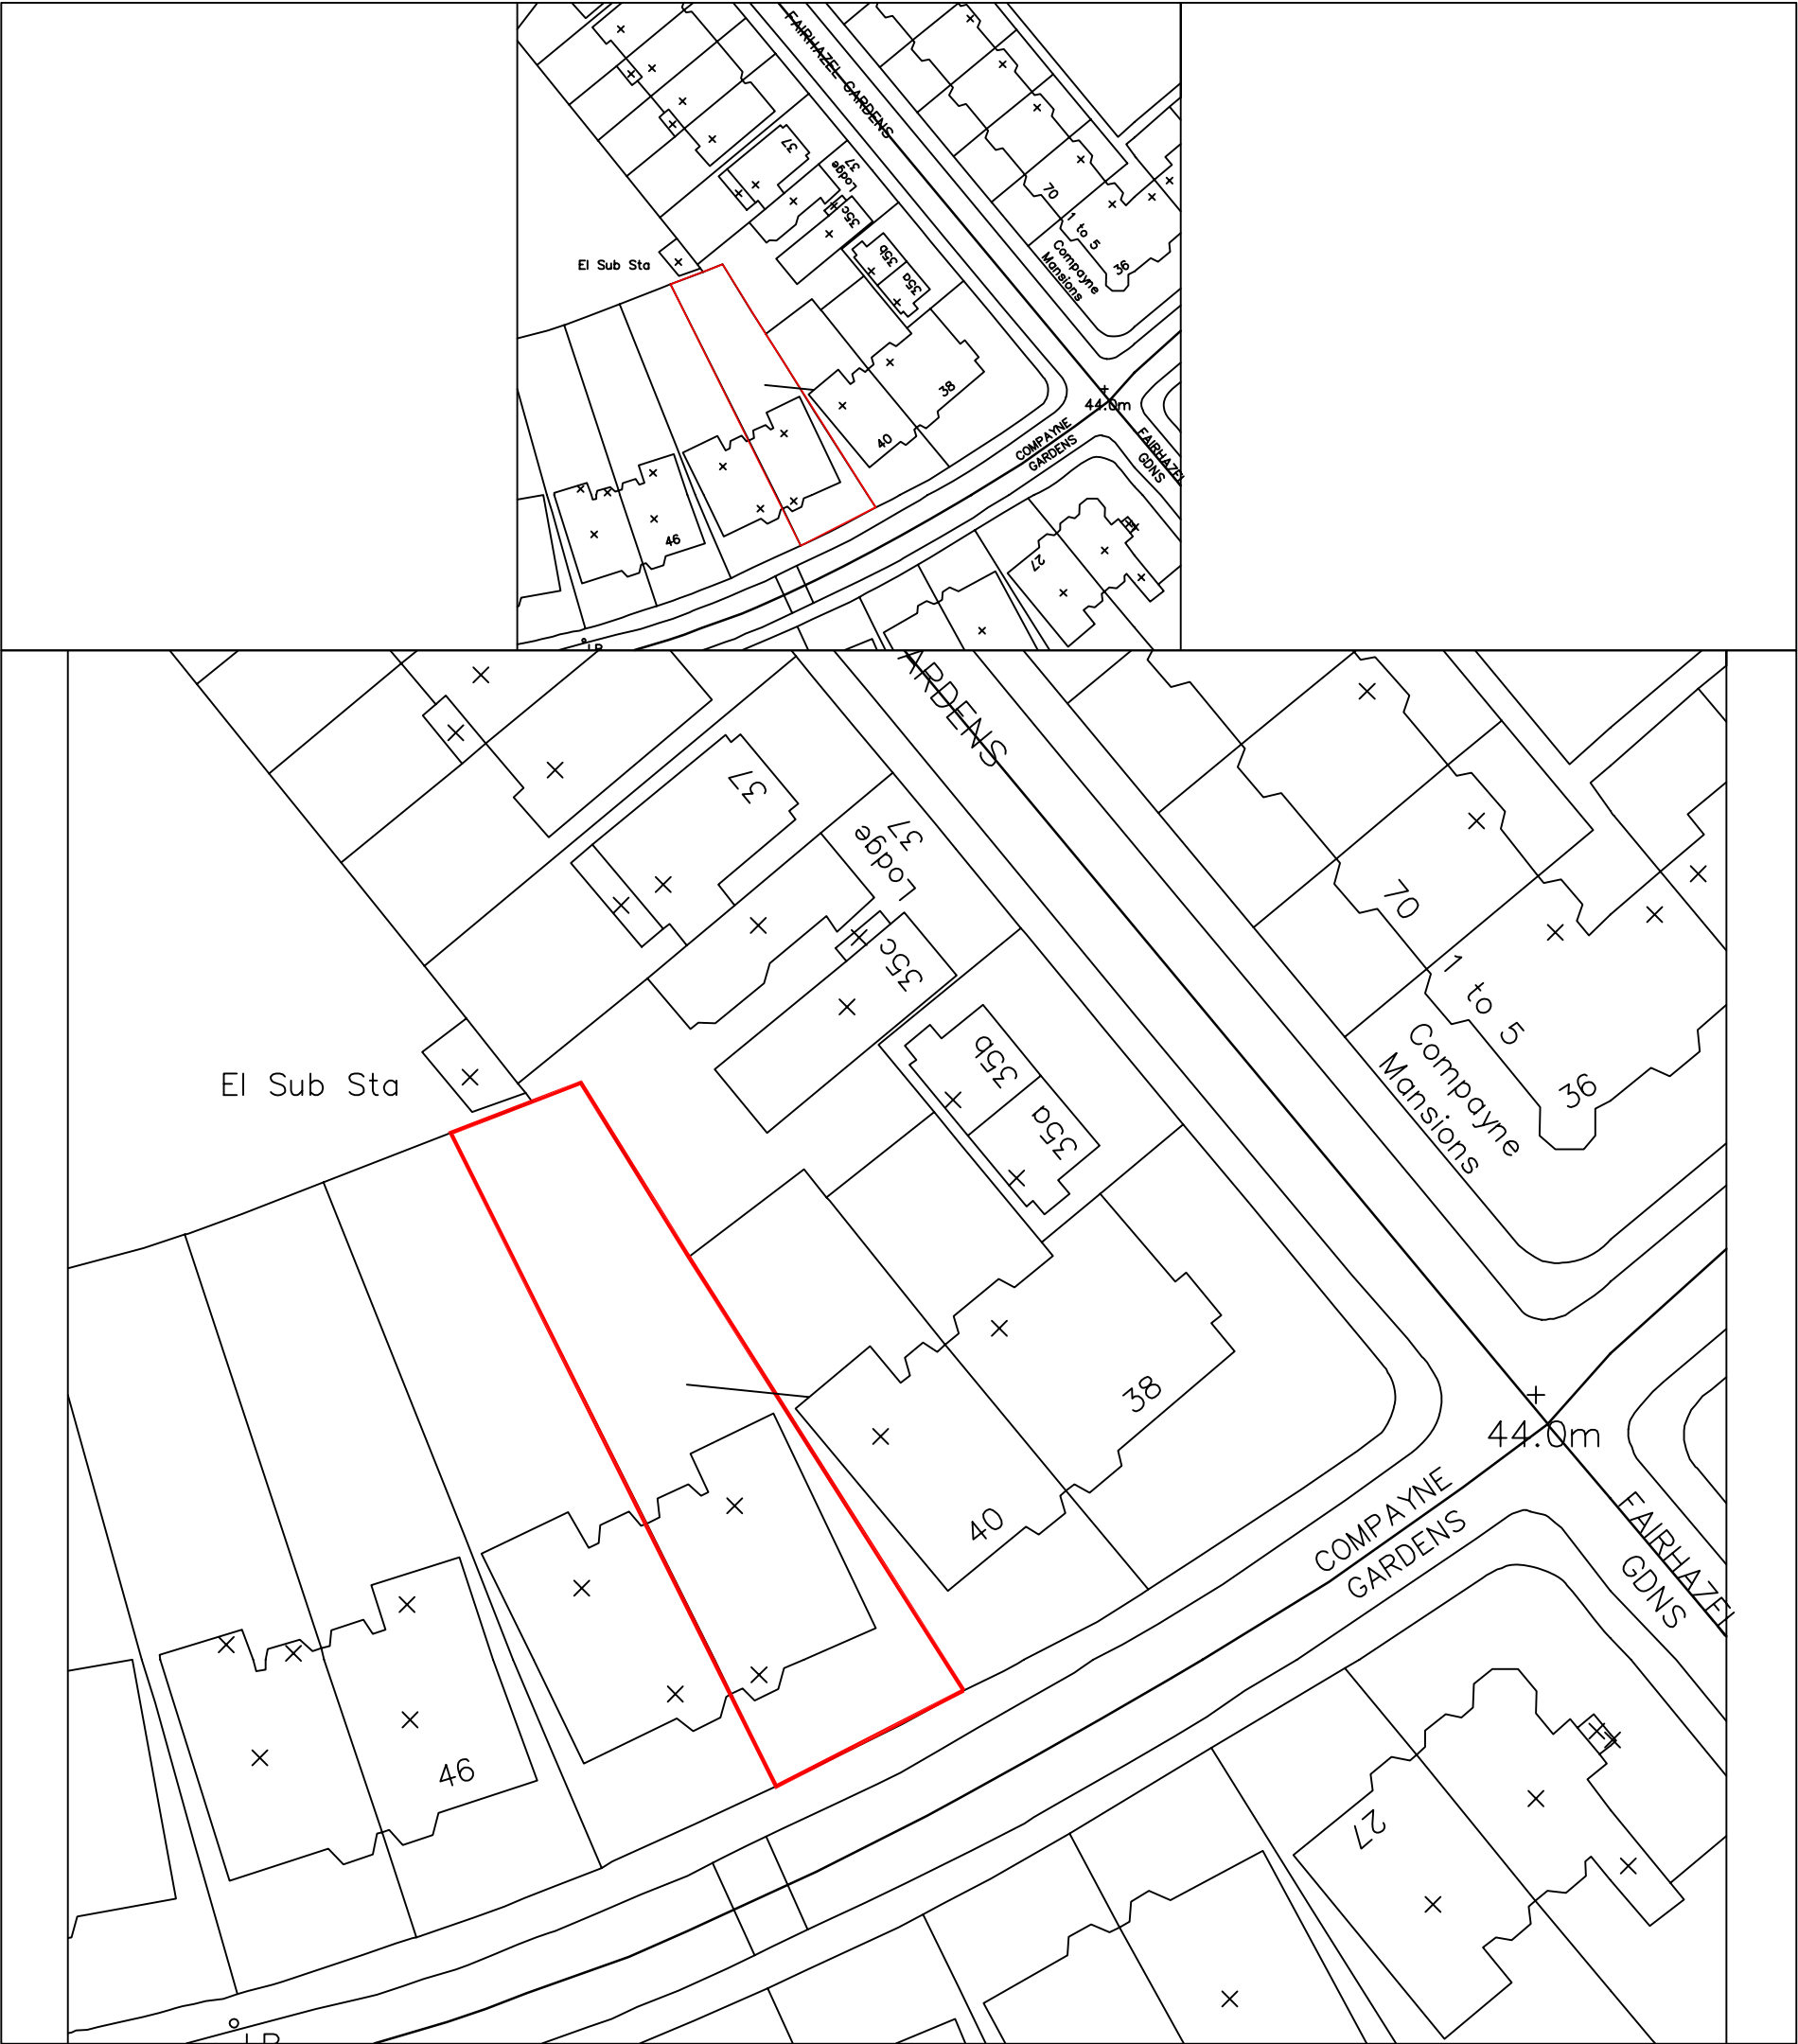 FAIRHAZEL GARDENS
37
37
Lodge
35c
35b
35a
70
1 to 5
Compayne
Mansions
36
El Sub Sta
38
40
44.0m
COMPAYNE
GARDENS
FAIRHAZEL
GDNS
46
27
LB
ARDENS
37
37
Lodge
35c
35b
35a
70
1 to 5
Compayne
Mansions
36
El Sub Sta
38
40
44.0m
COMPAYNE
GARDENS
FAIRHAZEL
GDNS
46
27
LB